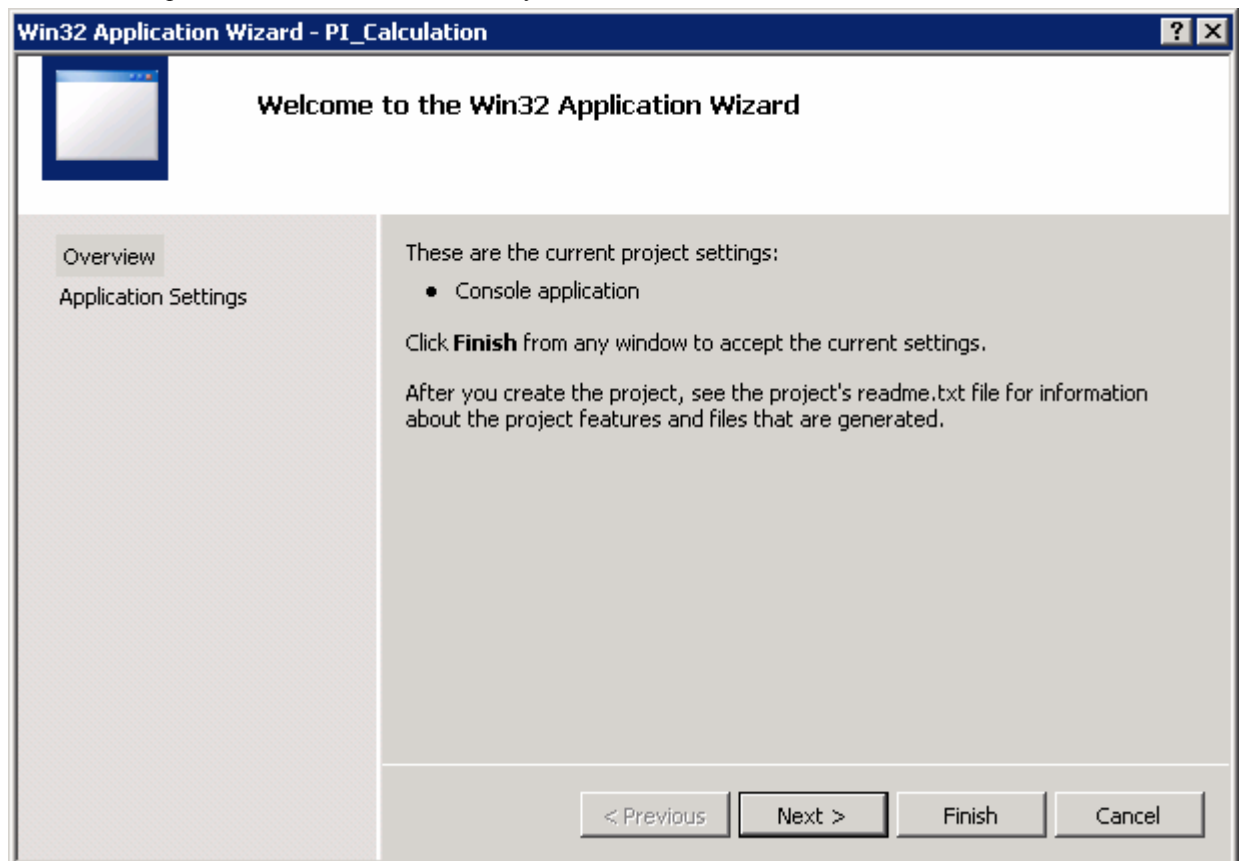 Win32 Application Wizard - PI_Calculation
Welcome to the Win32 Application Wizard
Overview
Application Settings
These are the current project settings:
• Console application
Click Finish from any window to accept the current settings.
After you create the project, see the project's readme.txt file for information
about the project features and files that are generated.
< Previous
Next >
Finish
Cancel